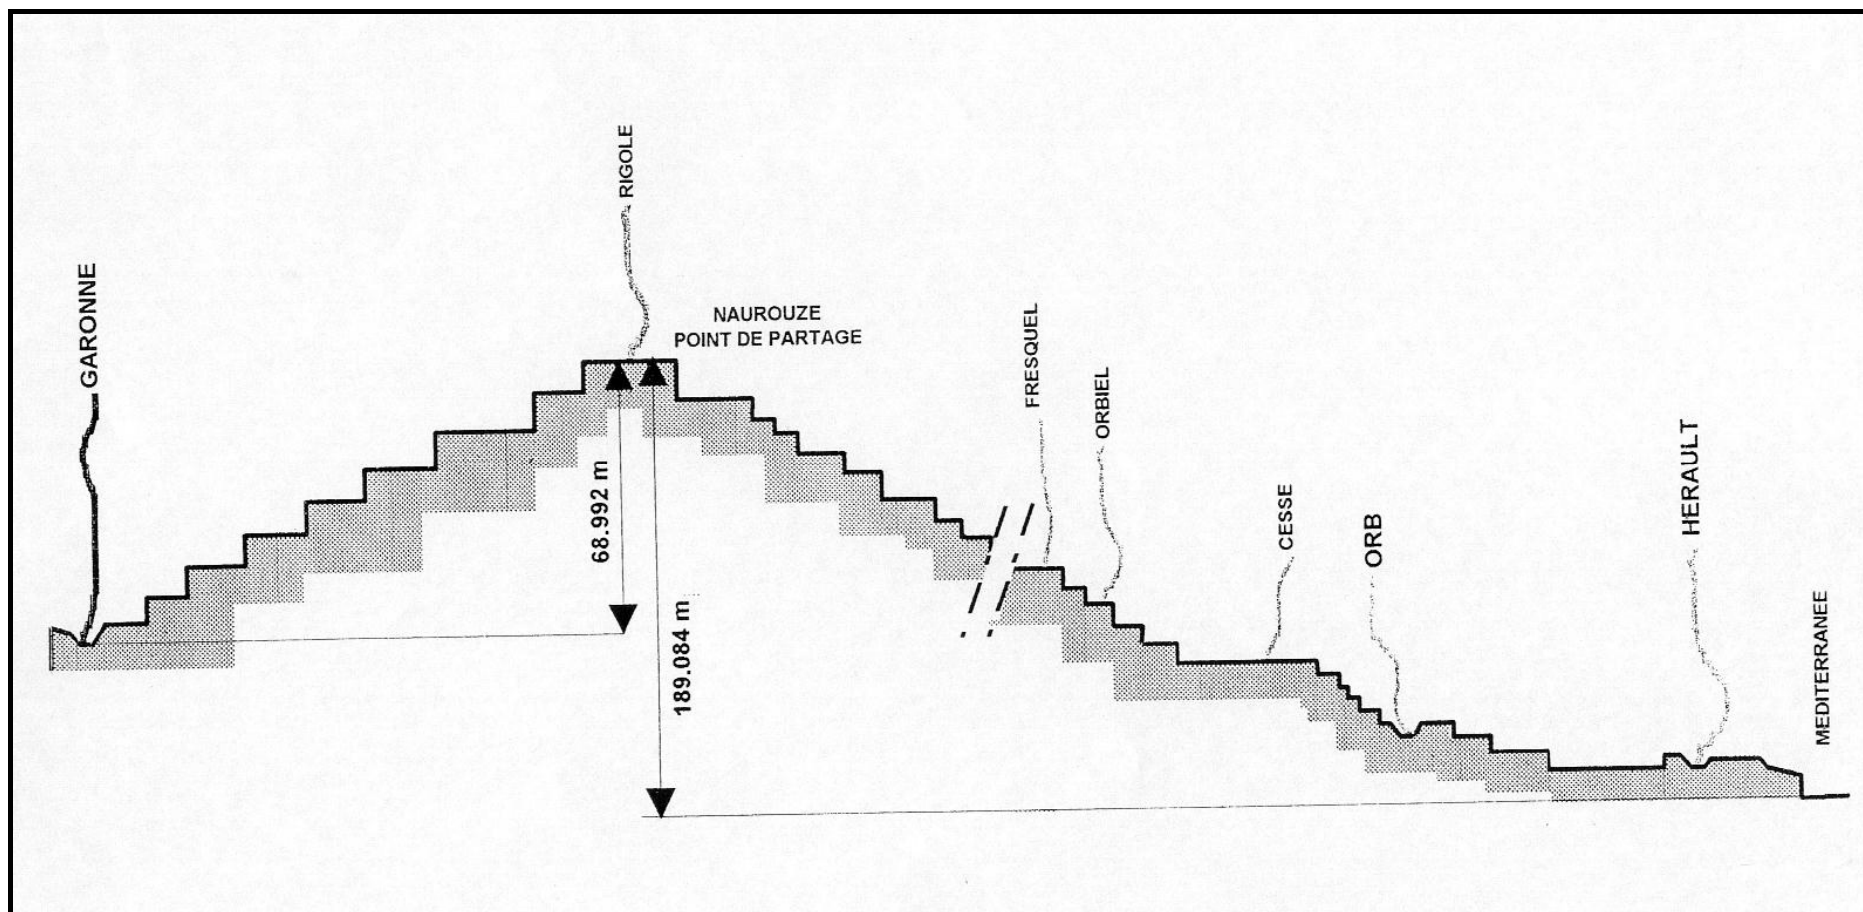 GARONNE
RIGOLE
NAUROUZE
POINT DE PARTAGE
68.992 m
189.084 m
FRESQUEL
ORBIEL
CESSE
ORB
HERAULT
MEDITERRANEE